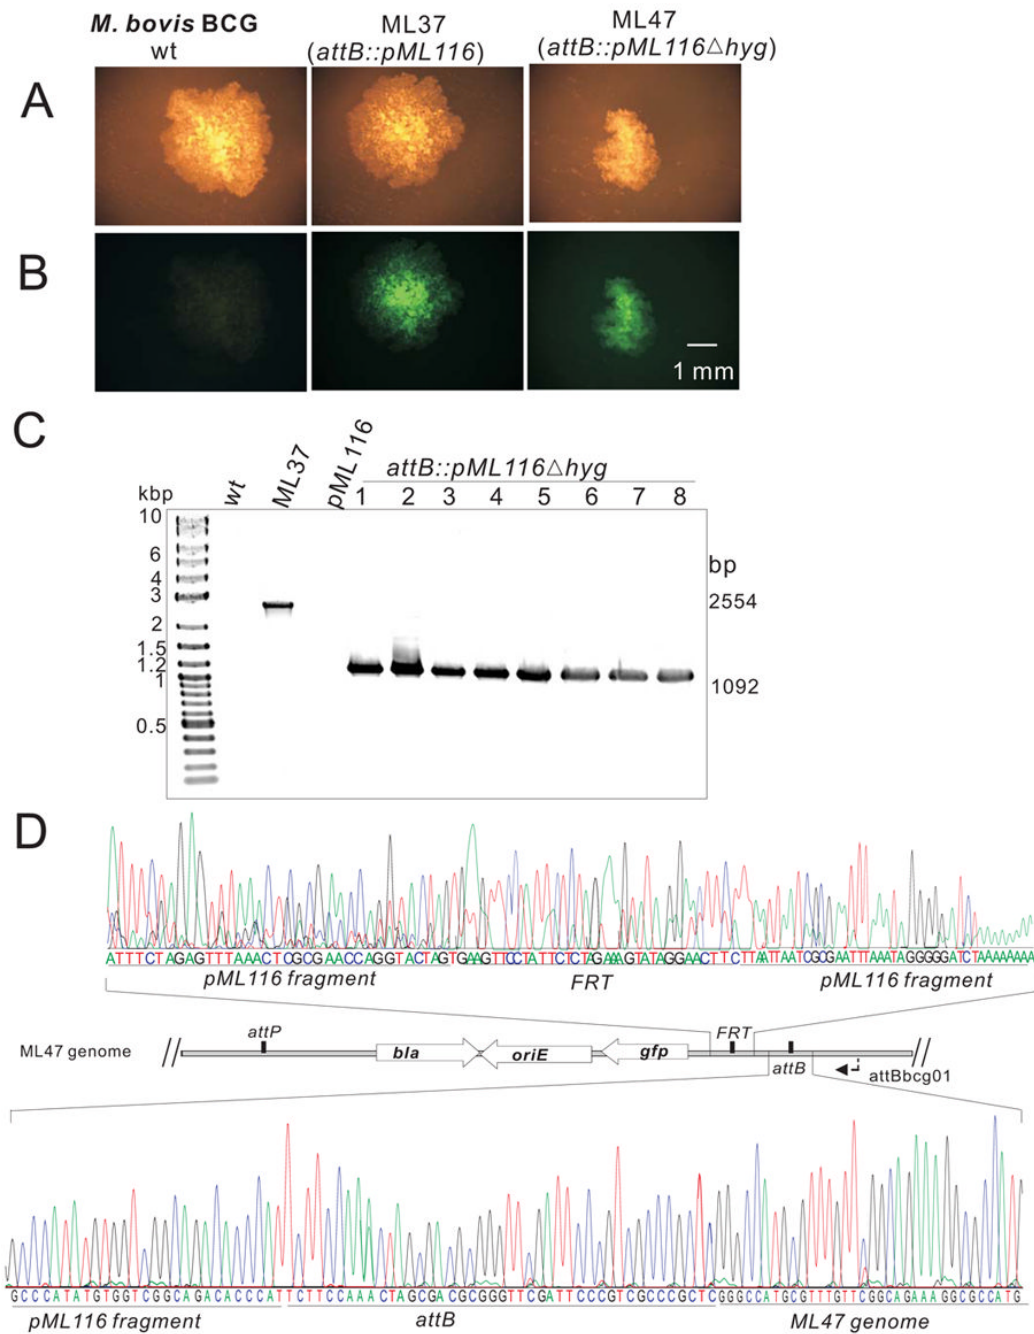 M. bovis BCG
wt
ML37
(attB::pML116)
ML47
(attB::pML116△hyg)
A
B
1 mm
C
kbp
wt
ML37
pML116
attB::pML116△hyg
1 2 3 4 5 6 7 8
10
6
4
3
2
1.5
1.2
1
0.5
bp
2554
1092
D
ATTTCTAGAGTTTAAACTCGCGAACCAGGTACTAGTGAAGTTCCTATTCTCTAGAAAGTATAGGAACTTCTTAATTAATCGCGAATTTAAATAGGGGGATCTAAAAAAAA
pML116 fragment
FRT
pML116 fragment
ML47 genome
attP
bla
oriE
gfp
FRT
attB
attBbcg01
GCCCATATGTGGTCGGCAGACACCCATTCTTCCAAACTAGCGACGCGGGTTCGATTCCCGTCGCCCGCTCGGGCCATGCGTTTGTTCGGCAGAAAGGCGCCATG
pML116 fragment
attB
ML47 genome